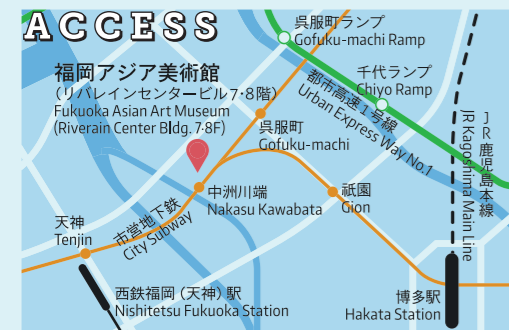 ACCESS
呉服町ランプ
Gofuku-machi Ramp
福岡アジア美術館
（リバレインセンタービル7・8階）
Fukuoka Asian Art Museum
(Riverain Center Bldg. 7・8F)
千代ランプ
Chiyo Ramp
都市高速1号線
Urban Express Way No.1
呉服町
Gofuku-machi
JR鹿児島本線
JR Kagoshima Main Line
中洲川端
Nakasu Kawabata
祇園
Gion
天神
Tenjin
市営地下鉄
City Subway
西鉄福岡（天神）駅
Nishitetsu Fukuoka Station
博多駅
Hakata Station